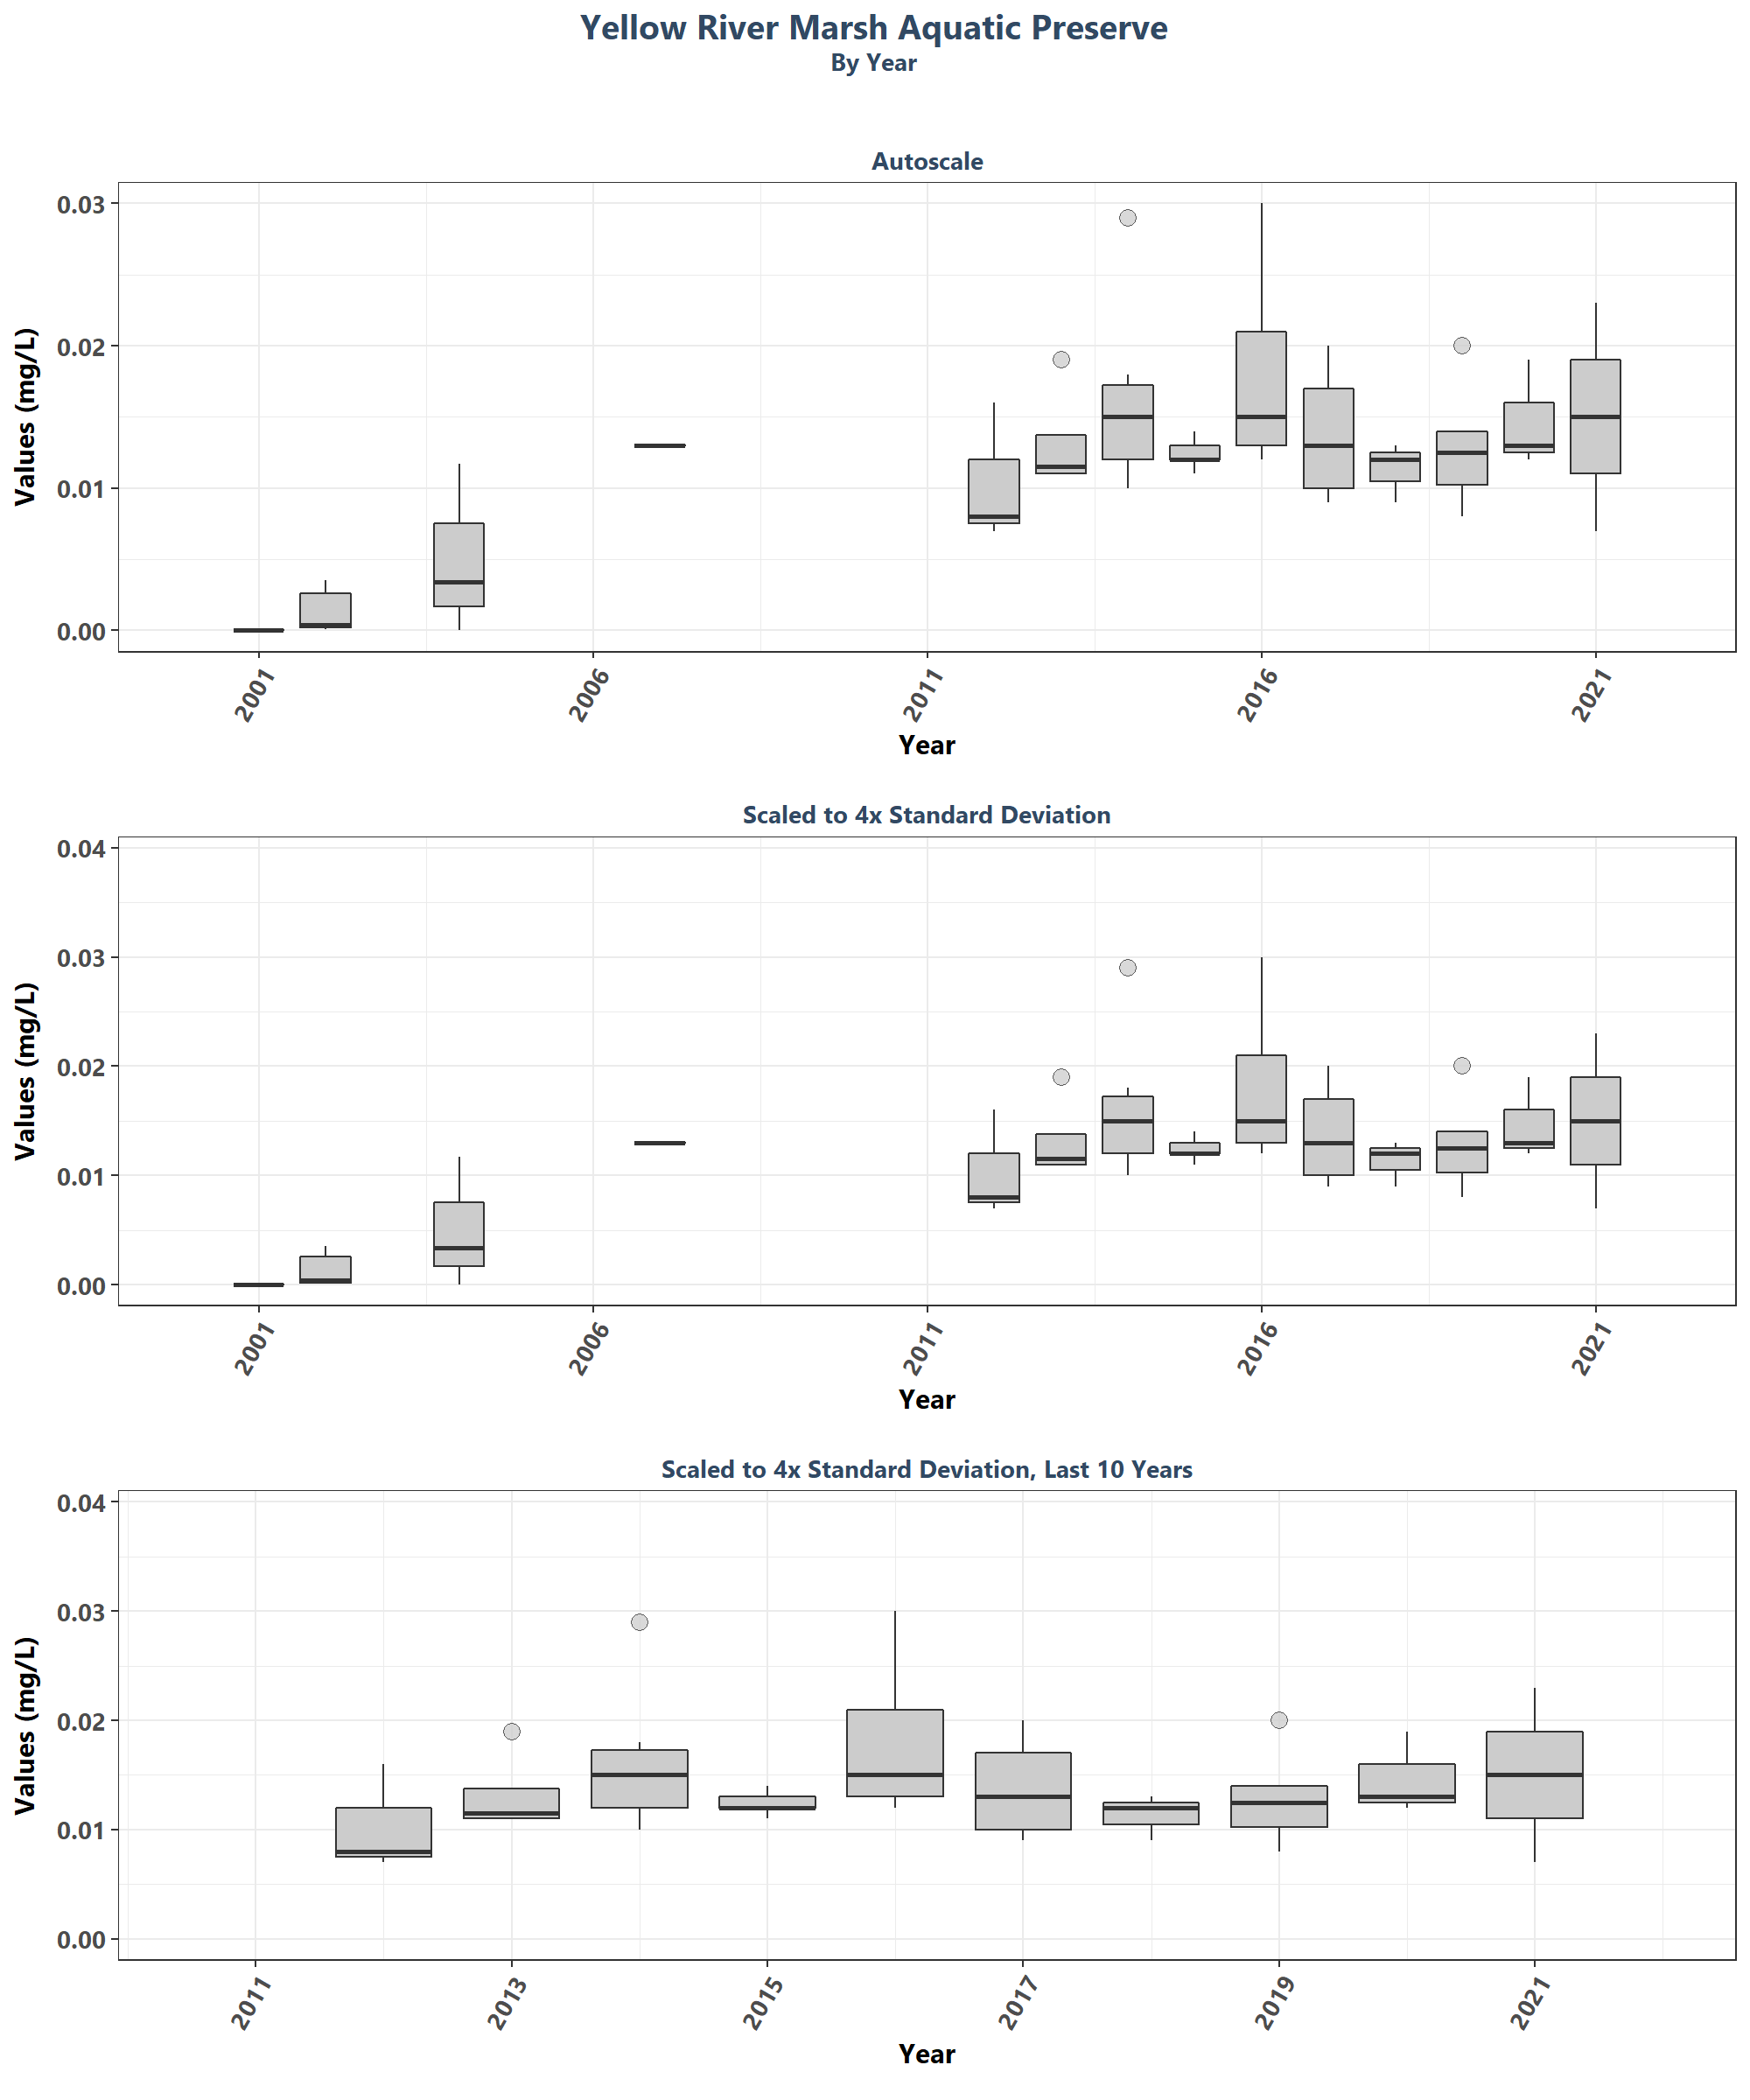 Yellow River Marsh Aquatic Preserve
By Year
Autoscale
Values (mg/L)
0.03
0.02
0.01
0.00
2001 2006 2011 2016 2021
Year
Scaled to 4x Standard Deviation
Values (mg/L)
0.04
0.03
0.02
0.01
0.00
2001 2006 2011 2016 2021
Year
Scaled to 4x Standard Deviation, Last 10 Years
Values (mg/L)
0.04
0.03
0.02
0.01
0.00
2011 2013 2015 2017 2019 2021
Year